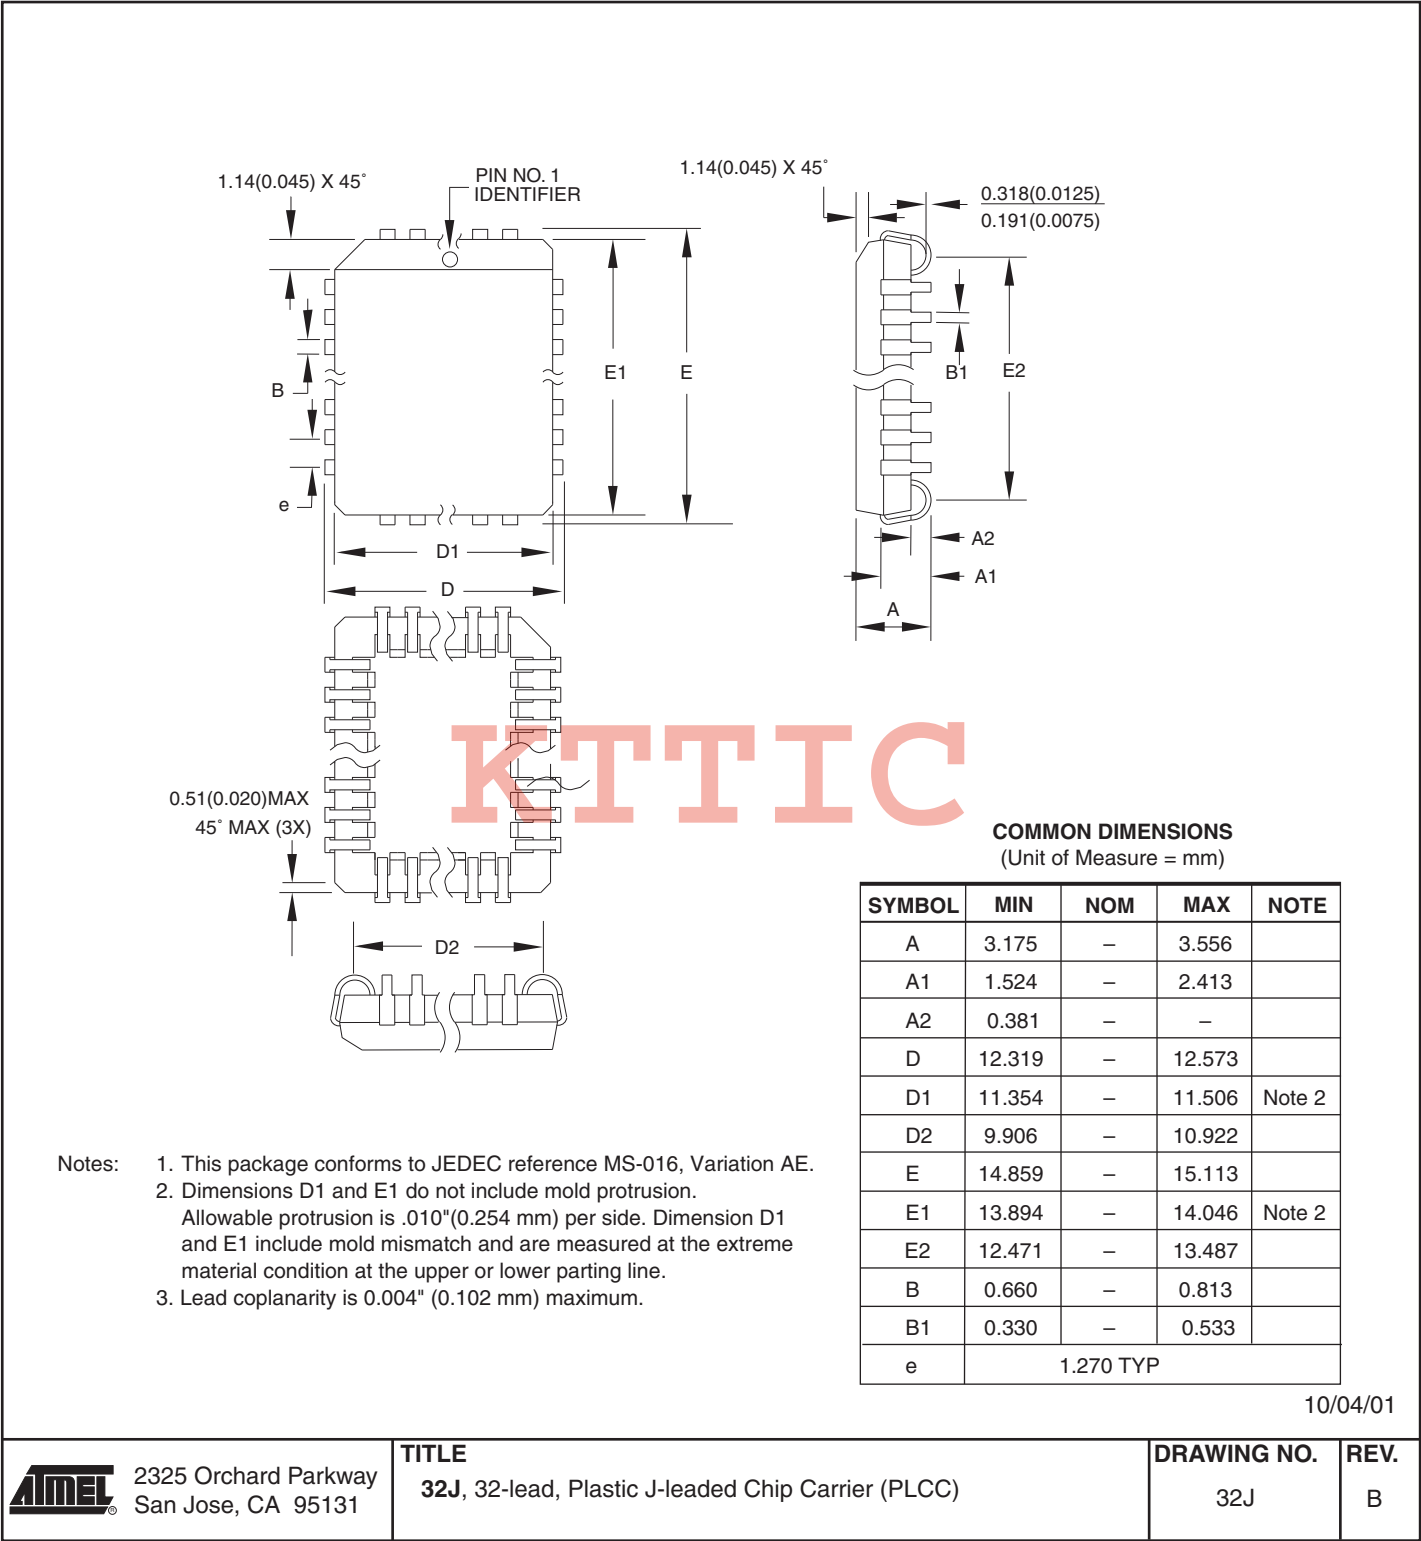 1.14(0.045) X 45˚
PIN NO. 1
IDENTIFIER
1.14(0.045) X 45˚
0.318(0.0125)
0.191(0.0075)
B
e
E1
E
B1
E2
D1
D
A2
A1
A
0.51(0.020)MAX
45˚ MAX (3X)
D2
KTTIC
COMMON DIMENSIONS
(Unit of Measure = mm)
SYMBOL MIN NOM MAX NOTE
A 3.175 – 3.556
A1 1.524 – 2.413
A2 0.381 – –
D 12.319 – 12.573
D1 11.354 – 11.506 Note 2
D2 9.906 – 10.922
E 14.859 – 15.113
E1 13.894 – 14.046 Note 2
E2 12.471 – 13.487
B 0.660 – 0.813
B1 0.330 – 0.533
e 1.270 TYP
Notes: 1. This package conforms to JEDEC reference MS-016, Variation AE.
2. Dimensions D1 and E1 do not include mold protrusion.
Allowable protrusion is .010"(0.254 mm) per side. Dimension D1
and E1 include mold mismatch and are measured at the extreme
material condition at the upper or lower parting line.
3. Lead coplanarity is 0.004" (0.102 mm) maximum.
10/04/01
ATMEL ®
2325 Orchard Parkway
San Jose, CA 95131
TITLE
32J, 32-lead, Plastic J-leaded Chip Carrier (PLCC)
DRAWING NO.
32J
REV.
B